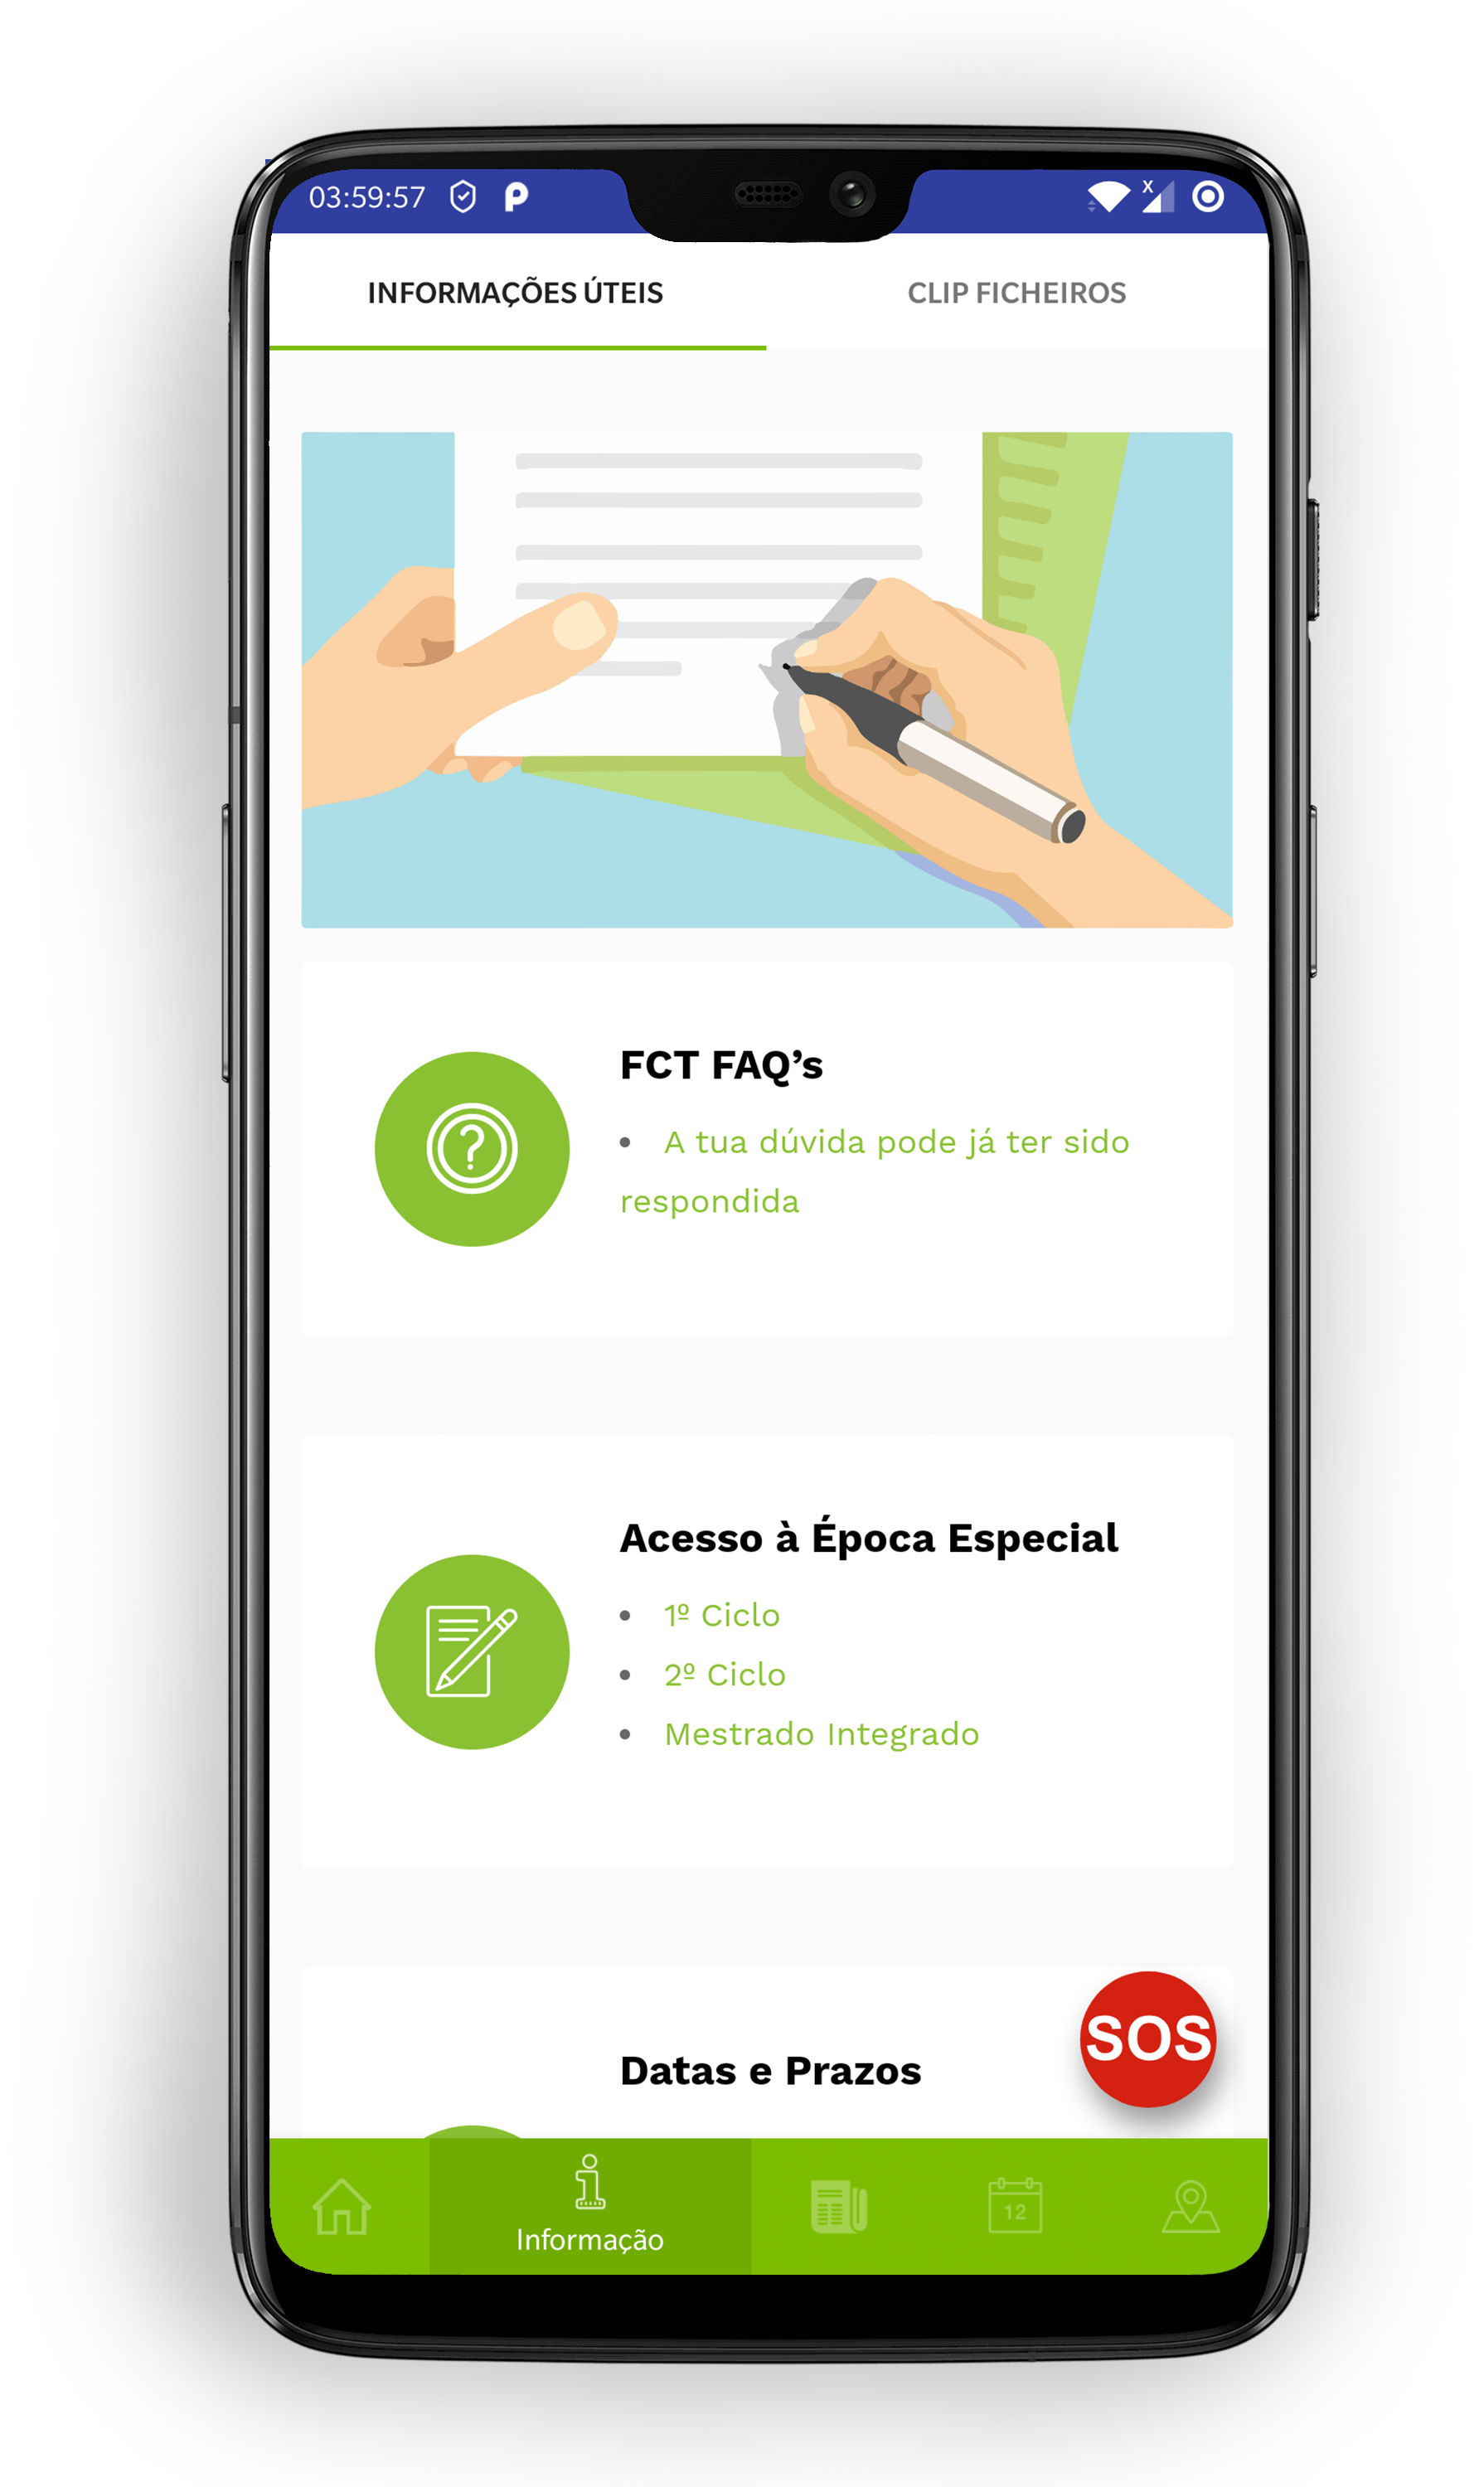 03:59:57
INFORMAÇÕES ÚTEIS
CLIP FICHEIROS
FCT FAQ’s
• A tua dúvida pode já ter sido
respondida
Acesso à Época Especial
• 1º Ciclo
• 2º Ciclo
• Mestrado Integrado
SOS
Datas e Prazos
12
Informação